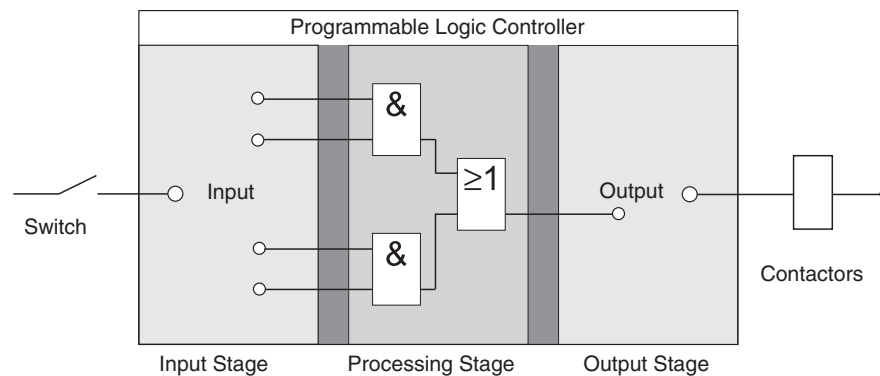 Programmable Logic Controller
&
≥1
Input
Output
Switch
&
Contactors
Input Stage
Processing Stage
Output Stage